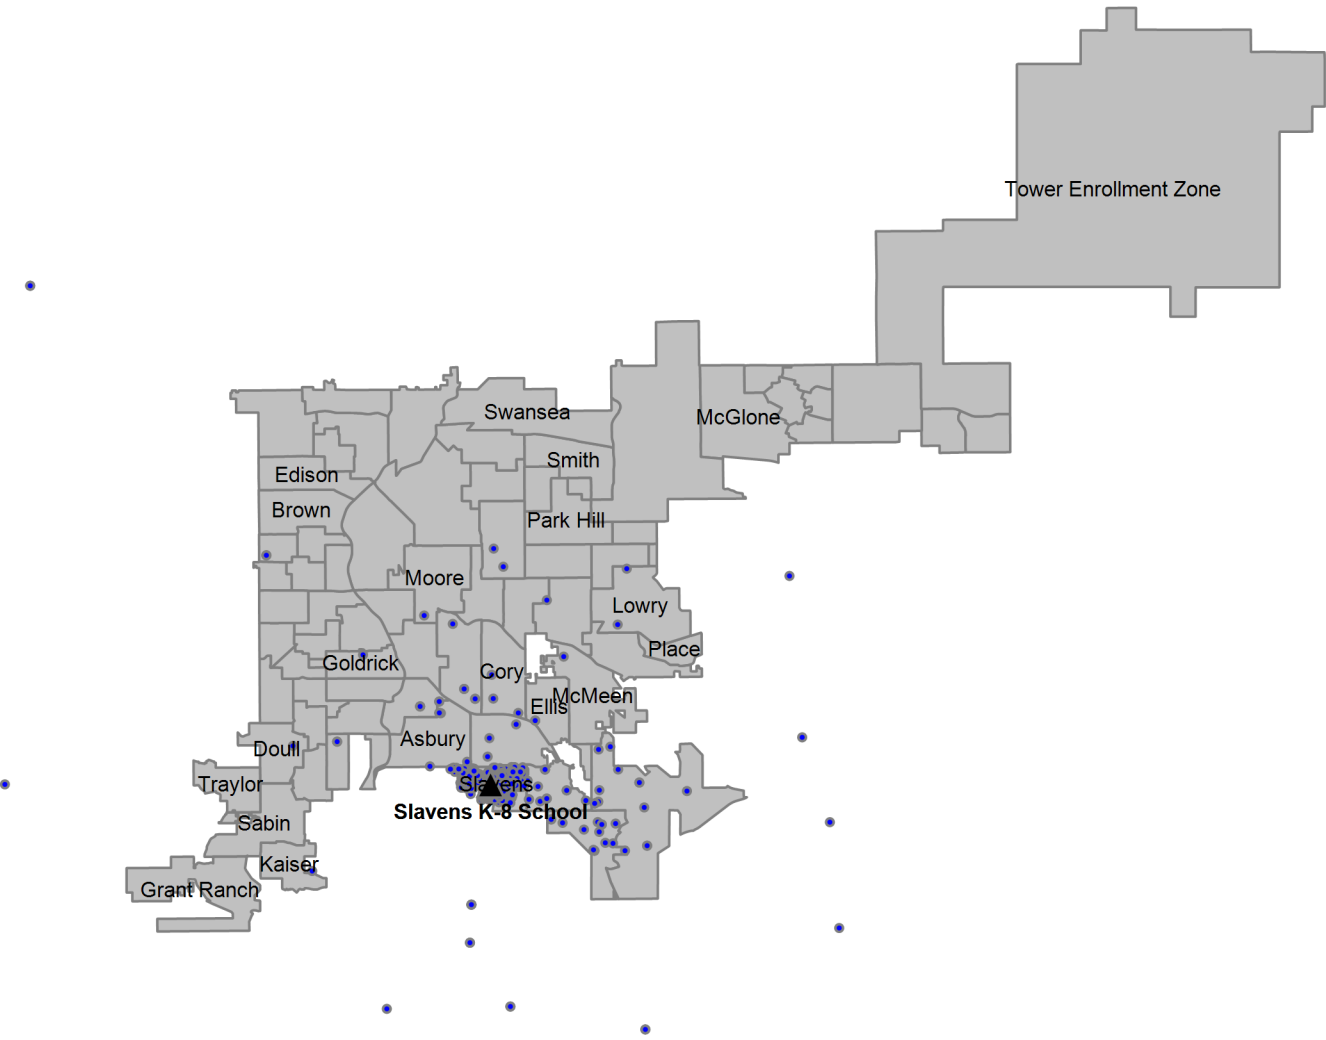 Tower Enrollment Zone
Swansea
McGlone
Smith
Edison
Brown
Park Hill
Moore
Lowry
Place
Goldrick
Cory
McMeen
Ellis
Asbury
Doull
Traylor
Slavens
Slavens K-8 School
Sabin
Kaiser
Grant Ranch